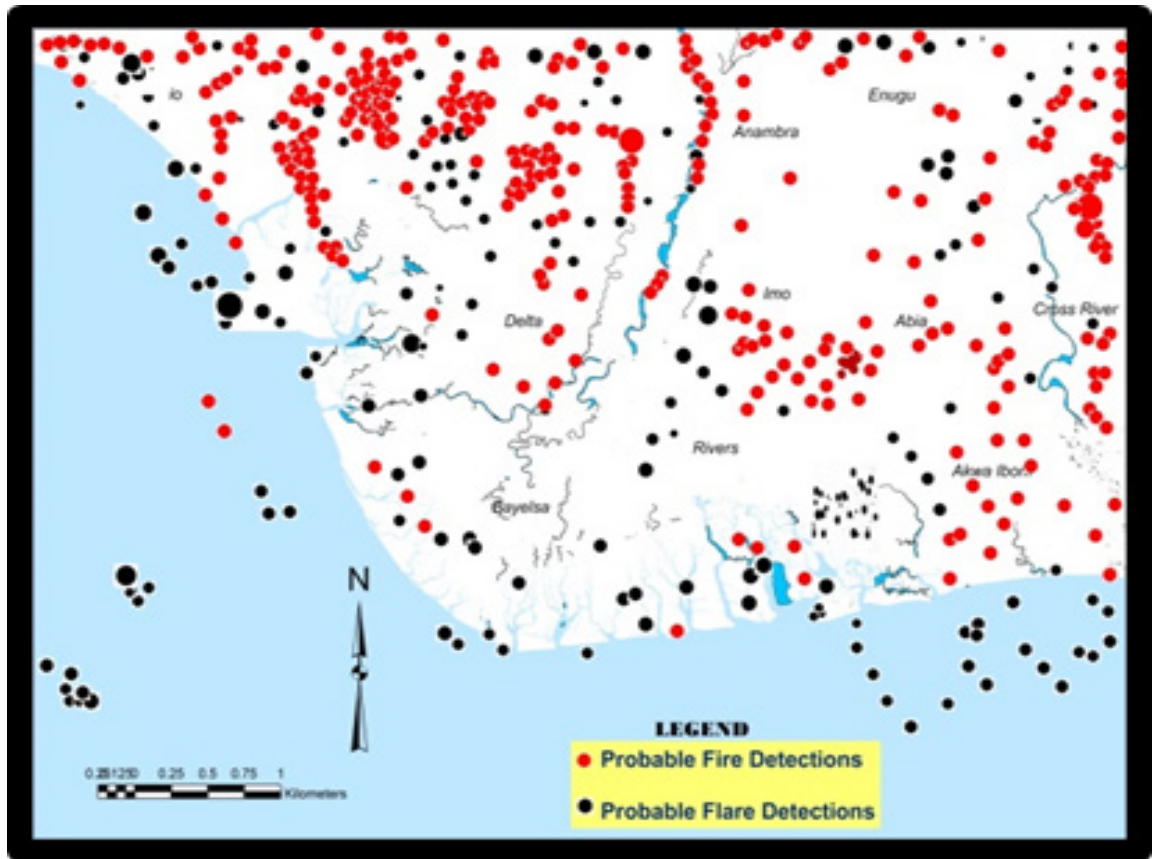 Enugu
Anambra
Imo
Delta
Abia
Cross River
Rivers
Akwa Ibom
Bayelsa
N
LEGEND
Probable Fire Detections
Probable Flare Detections
0.25 0.5 0.75 1
Kilometers